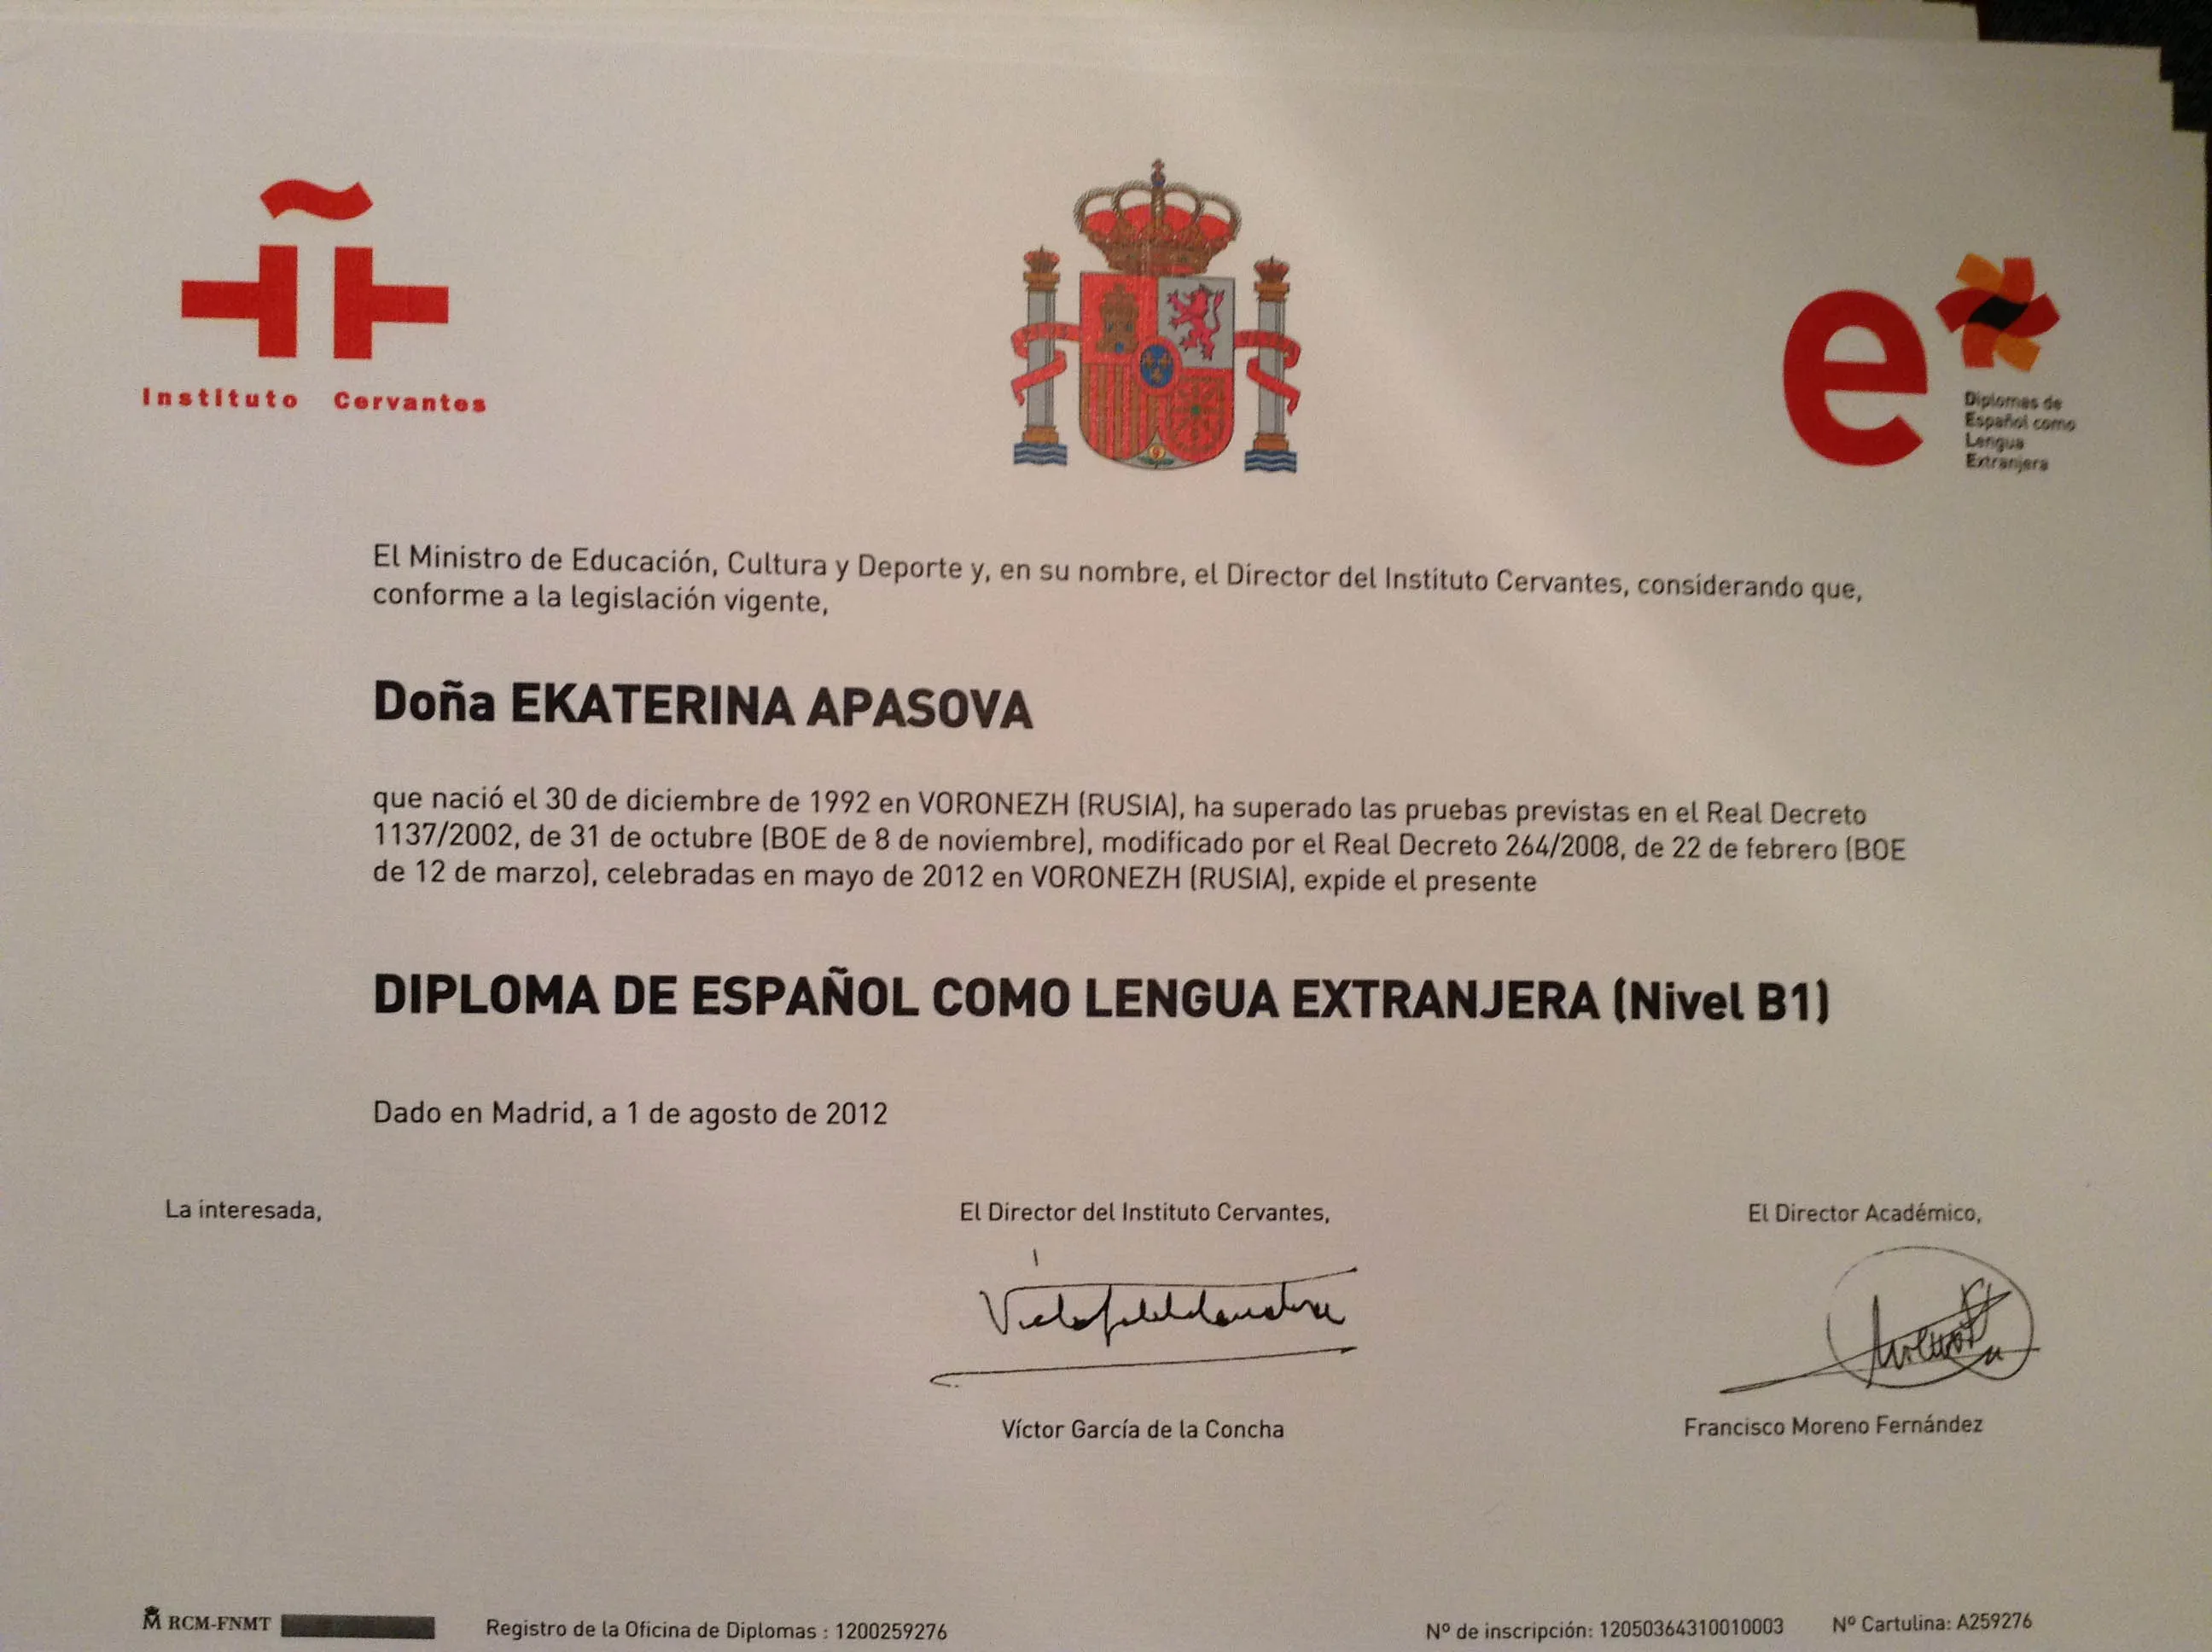 Instituto Cervantes
e
Diplomas de
Español como
Lengua
Extranjera
El Ministro de Educación, Cultura y Deporte y, en su nombre, el Director del Instituto Cervantes, considerando que,
conforme a la legislación vigente,
Doña EKATERINA APASOVA
que nació el 30 de diciembre de 1992 en VORONEZH (RUSIA), ha superado las pruebas previstas en el Real Decreto
1137/2002, de 31 de octubre (BOE de 8 de noviembre), modificado por el Real Decreto 264/2008, de 22 de febrero (BOE
de 12 de marzo), celebradas en mayo de 2012 en VORONEZH (RUSIA), expide el presente
DIPLOMA DE ESPAÑOL COMO LENGUA EXTRANJERA (Nivel B1)
Dado en Madrid, a 1 de agosto de 2012
La interesada,
El Director del Instituto Cervantes,
El Director Académico,
Víctor García de la Concha
Francisco Moreno Fernández
M RCM-FNMT
Registro de la Oficina de Diplomas : 1200259276
Nº de inscripción: 12050364310010003
Nº Cartulina: A259276